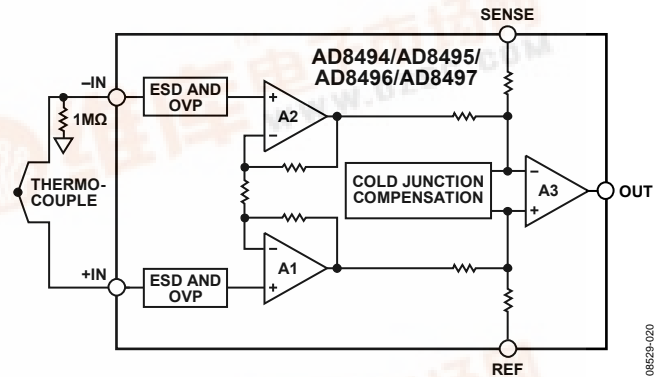 SENSE
AD8494/AD8495/
AD8496/AD8497
–IN
ESD AND
OVP
+
A2
–
1MΩ
THERMO-
COUPLE
COLD JUNCTION
COMPENSATION
–
A3
+
OUT
–
A1
+
+IN
ESD AND
OVP
REF
08529-020